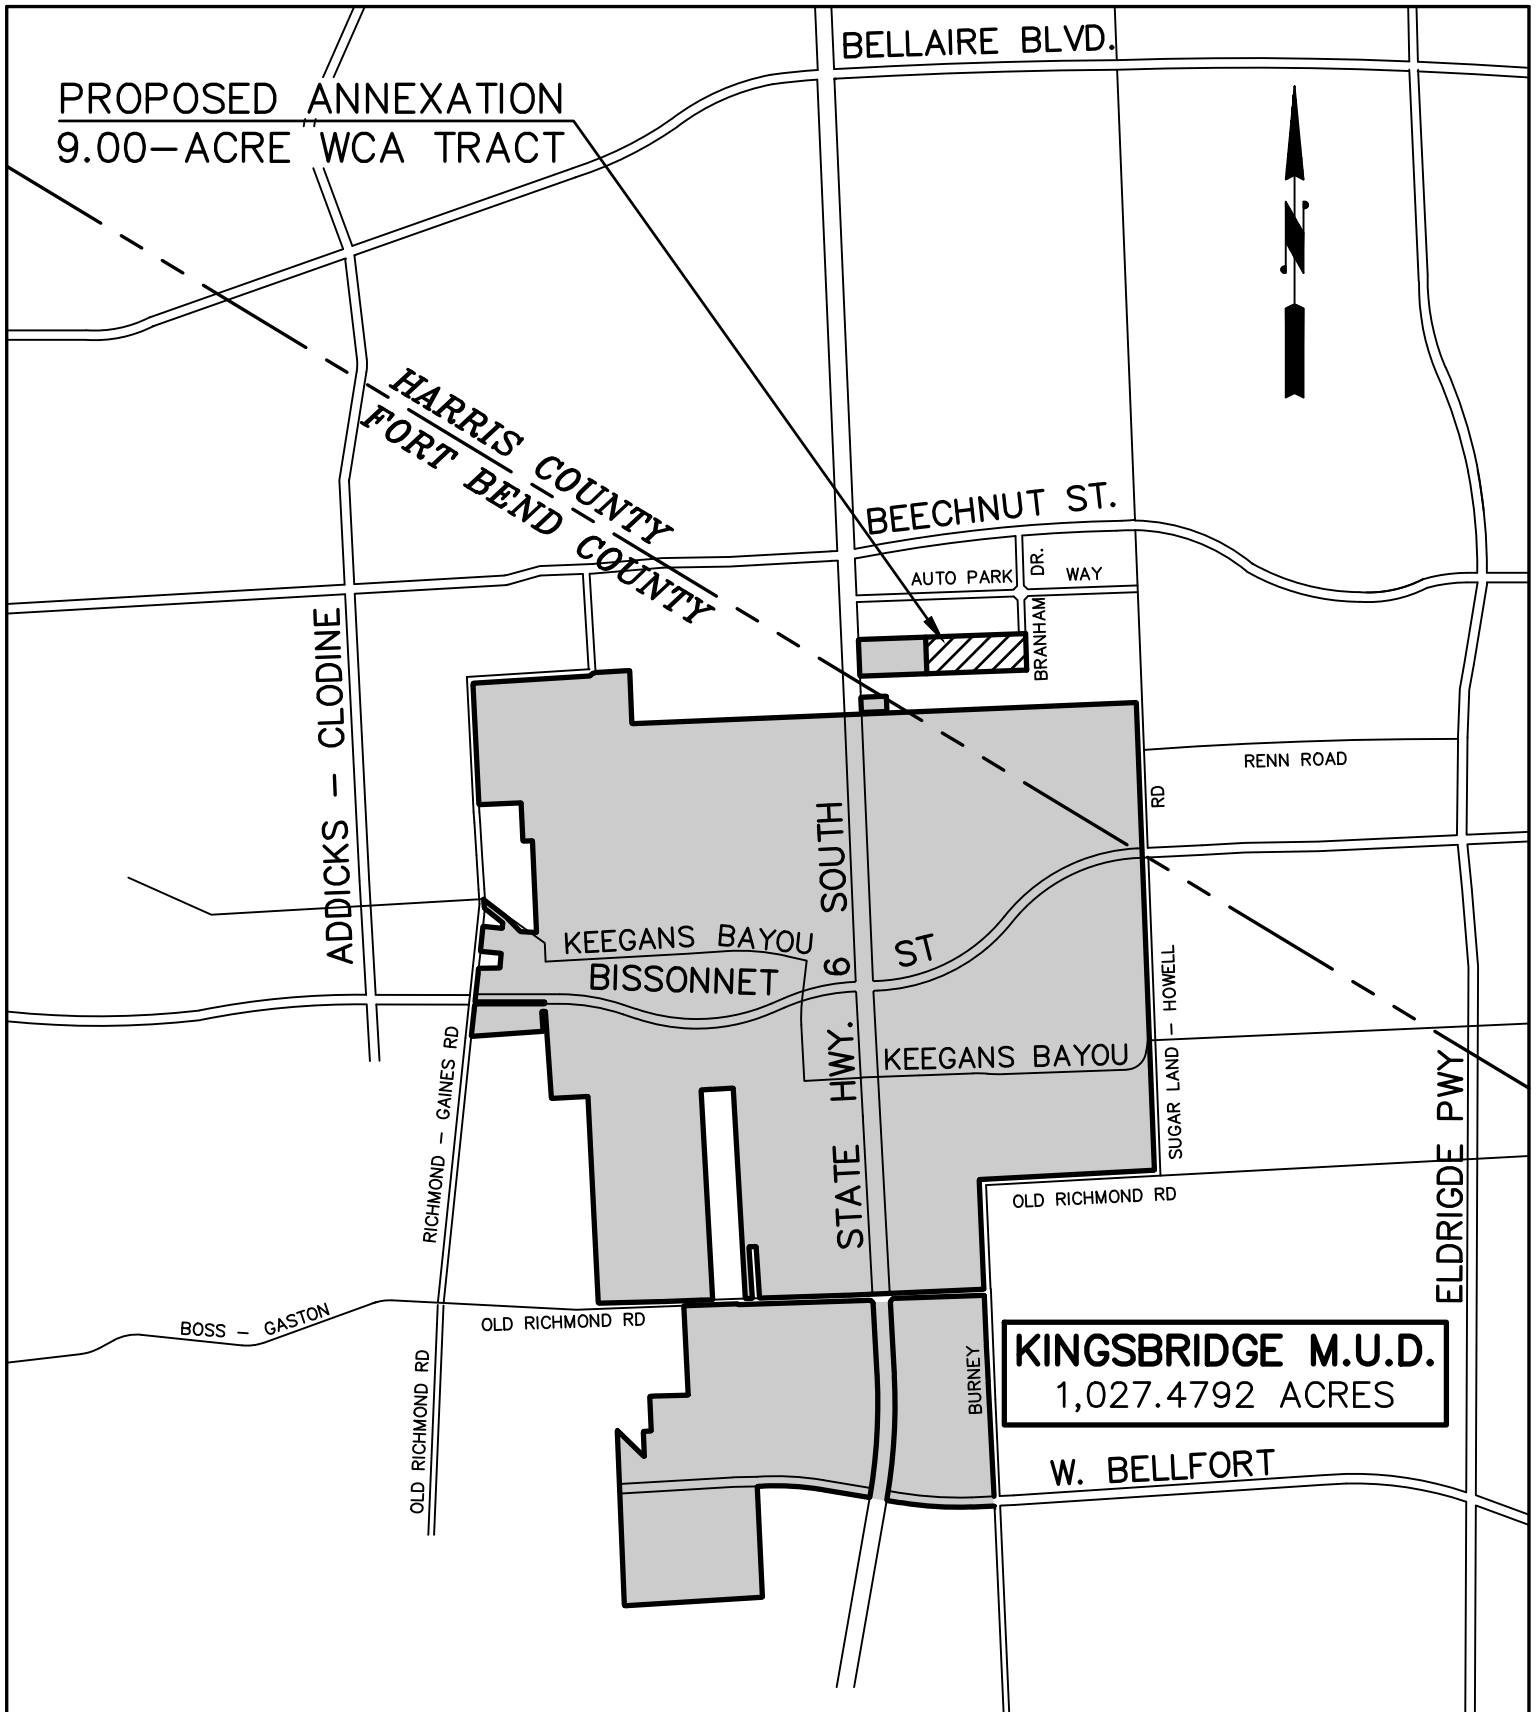 BELLAIRE BLVD.
PROPOSED ANNEXATION
9.00-ACRE WCA TRACT
N
HARRIS COUNTY
FORT BEND COUNTY
BEECHNUT ST.
AUTO PARK WAY
BRANHAM DR.
ADDICKS - CLODINE
RENN ROAD
STATE HWY. 6 SOUTH
KEEGANS BAYOU
BISSONNET ST
KEEGANS BAYOU
SUGAR LAND - HOWELL RD
RICHMOND - GAINES RD
ELDRIGDE PWY
OLD RICHMOND RD
BOSS - GASTON
OLD RICHMOND RD
OLD RICHMOND RD
BURNEY
KINGSBRIDGE M.U.D.
1,027.4792 ACRES
W. BELLFORT